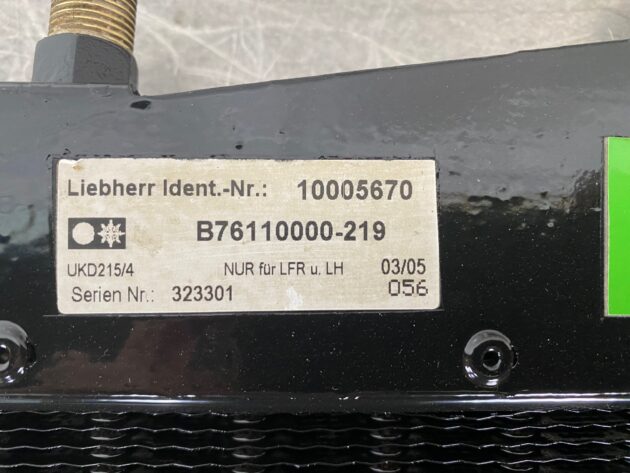 Liebherr Ident.-Nr.: 10005670
B76110000-219
UKD215/4 NUR für LFR u. LH 03/05
Serien Nr.: 323301 056